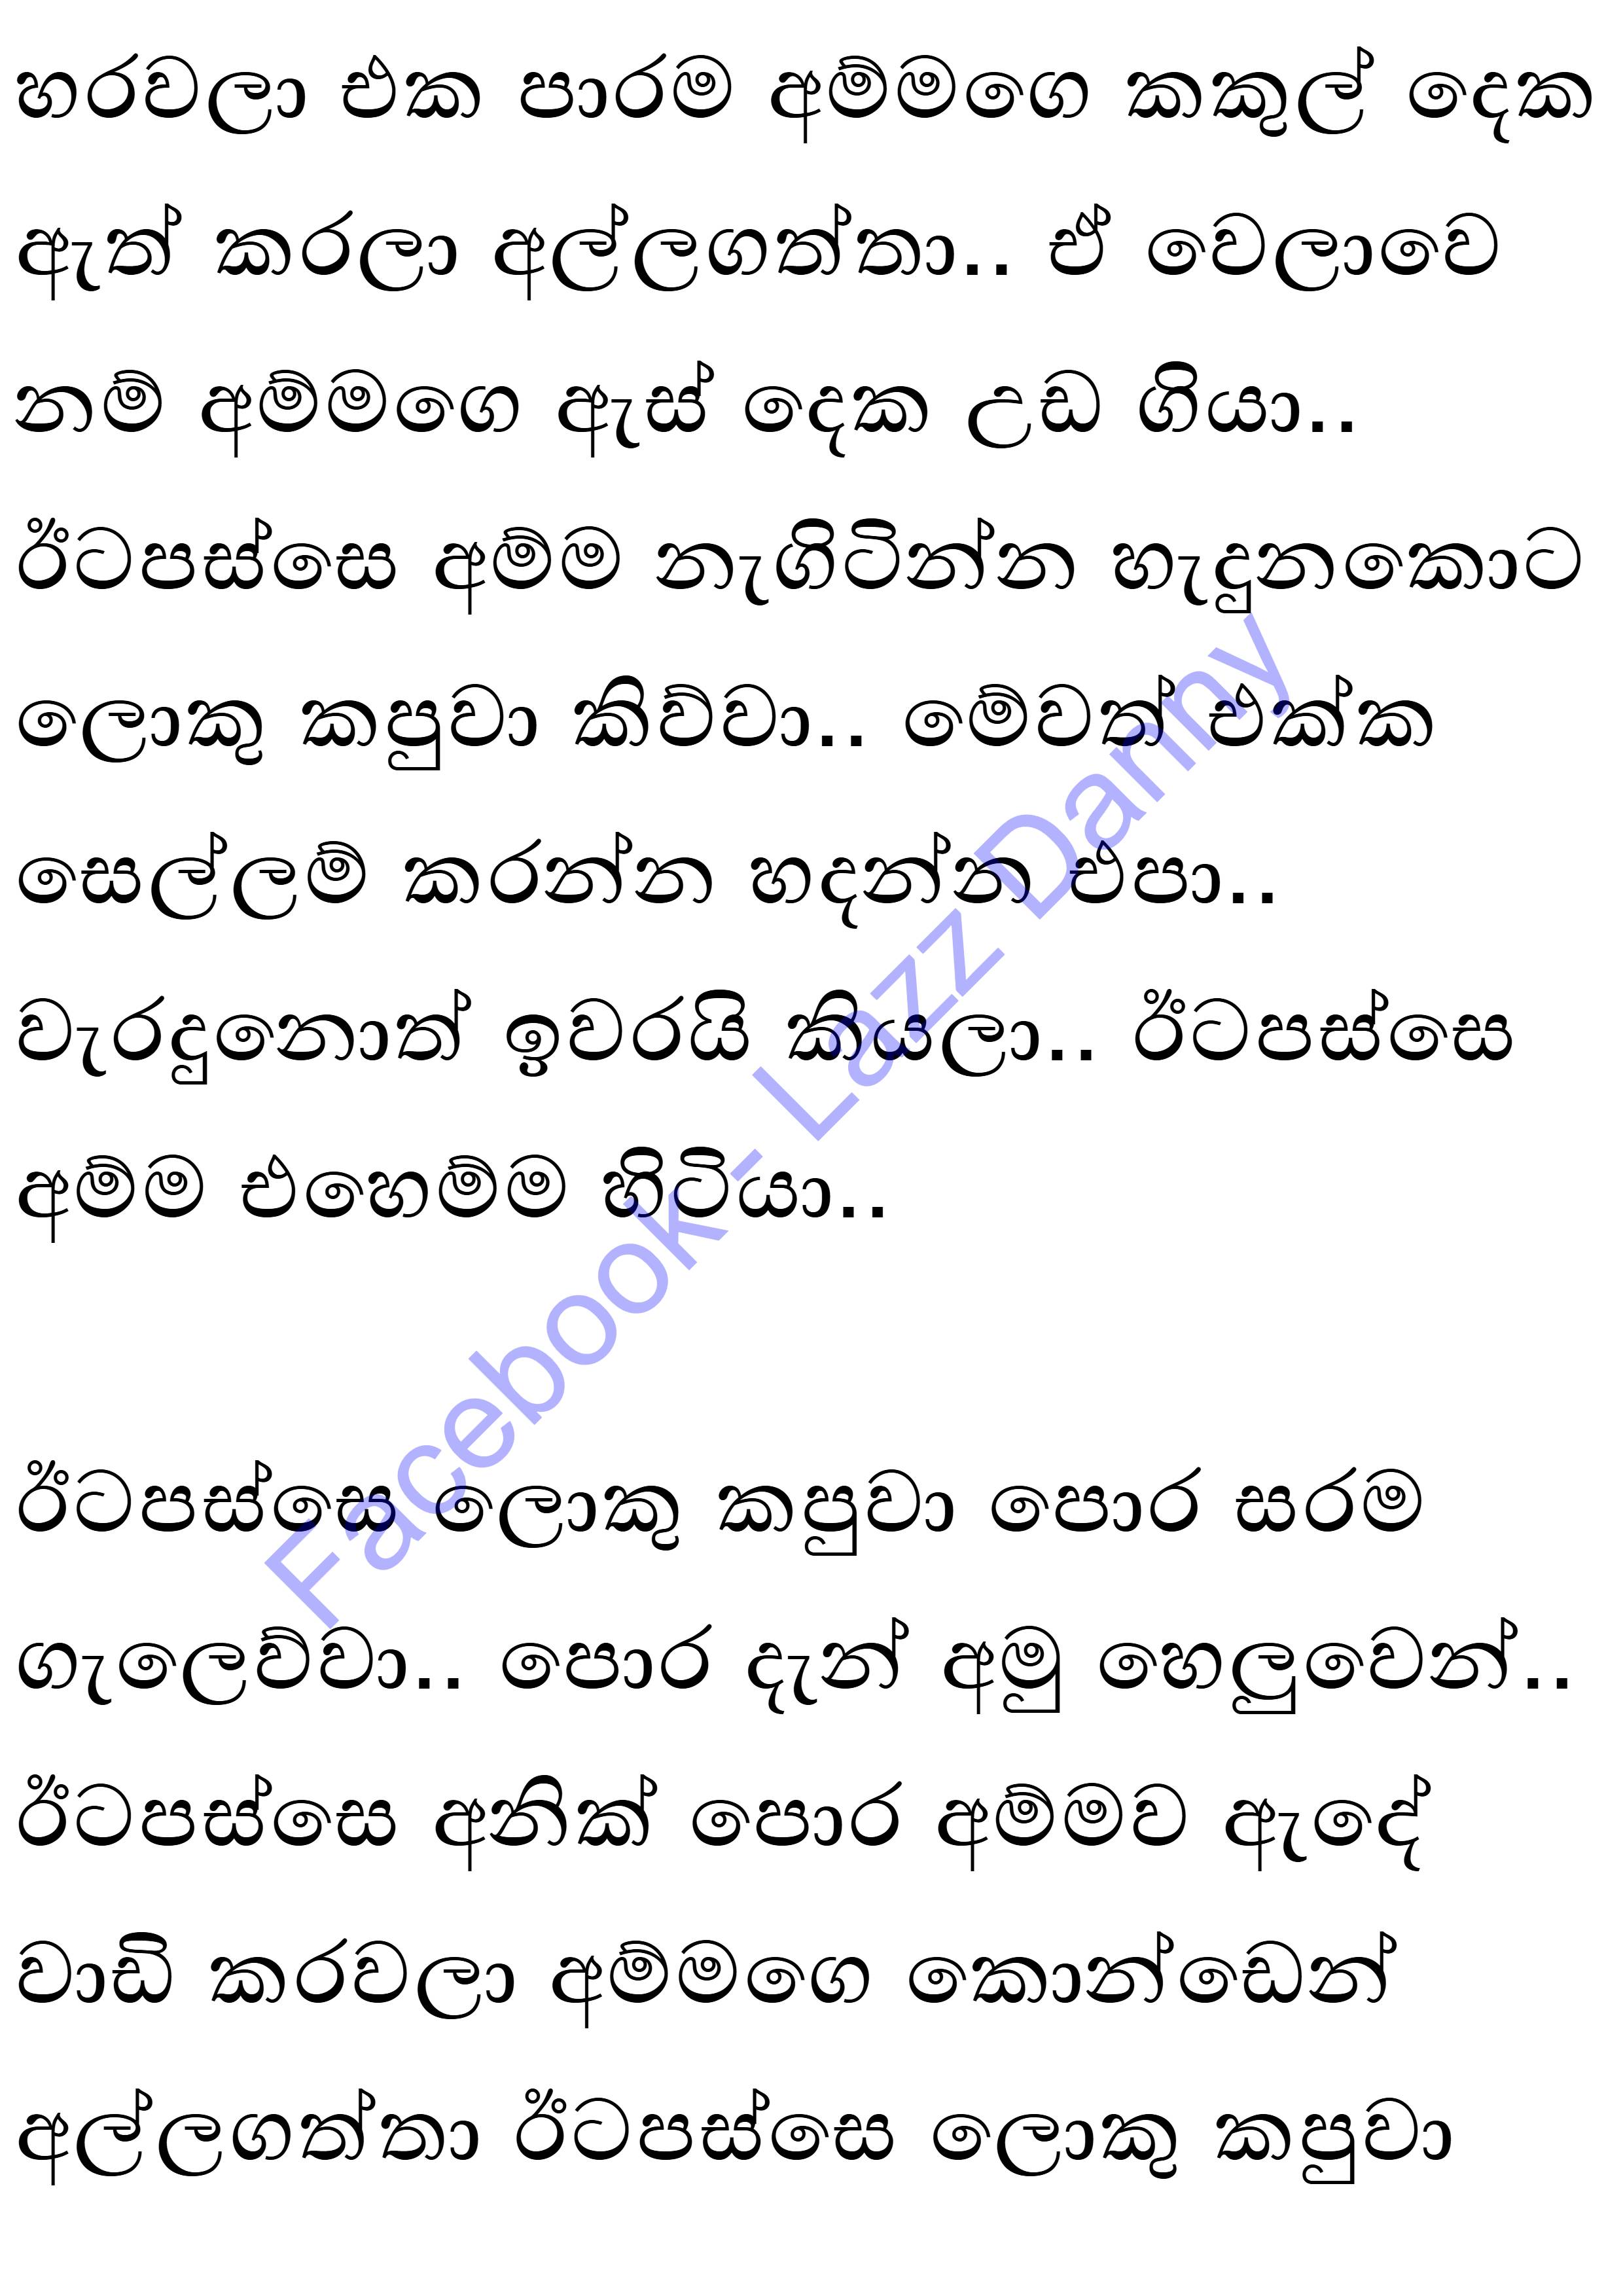 හරවලා එක පාරම අම්මගෙ කකුල් දෙක
ඇත් කරලා අල්ලගත්තා.. ඒ වෙලාවෙ
නම් අම්මගෙ ඇස් දෙක උඩ ගියා..
ඊටපස්සෙ අම්ම නැගිටින්න හැදුනකොට
ලොකු කපුවා කිව්වා.. මේවත් එක්ක
සෙල්ලම් කරන්න හදන්න එපා..
වැරදුනොත් ඉවරයි කියලා.. ඊටපස්සෙ
අම්ම එහෙම්ම හිටියා..
ඊටපස්සෙ ලොකු කපුවා පොර සරම
ගැලෙව්වා.. පොර දැන් අමු හෙලුවෙන්..
ඊටපස්සෙ අනික් පොර අම්මව ඇදේ
වාඩි කරවලා අම්මගෙ කොන්ඩෙන්
අල්ලගත්තා ඊටපස්සෙ ලොකු කපුවා
Facebook - Lazz Danny